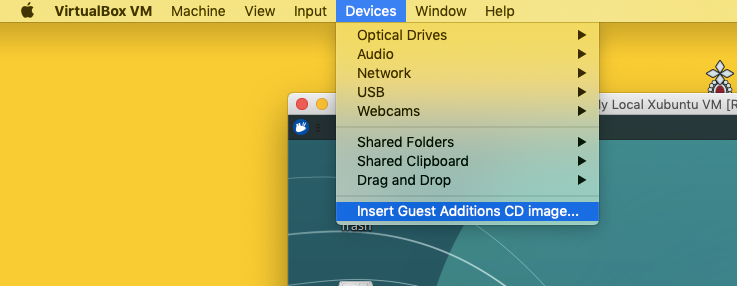 VirtualBox VM Machine View Input Devices Window Help
Optical Drives
Audio
Network
USB
Webcams
Shared Folders
Shared Clipboard
Drag and Drop
Insert Guest Additions CD image...
Local Xubuntu VM [R
Trash